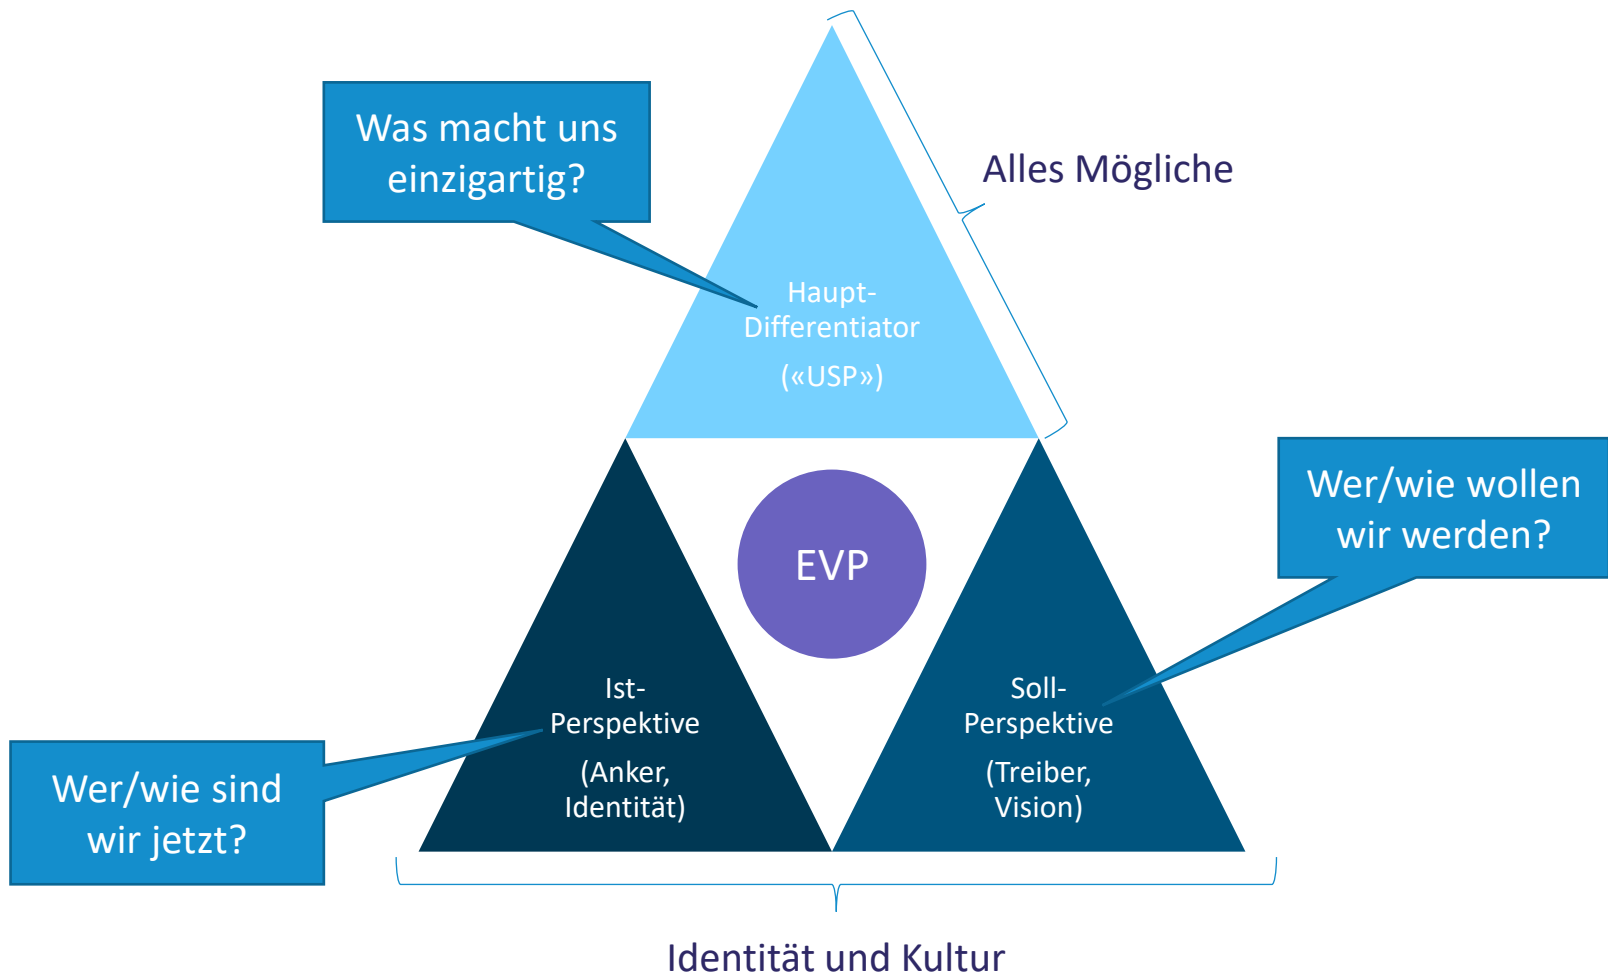 Was macht uns
einzigartig?
Alles Mögliche
Haupt-
Differentiator
(«USP»)
Wer/wie wollen
wir werden?
EVP
Ist-
Perspektive
(Anker,
Identität)
Soll-
Perspektive
(Treiber,
Vision)
Wer/wie sind
wir jetzt?
Identität und Kultur